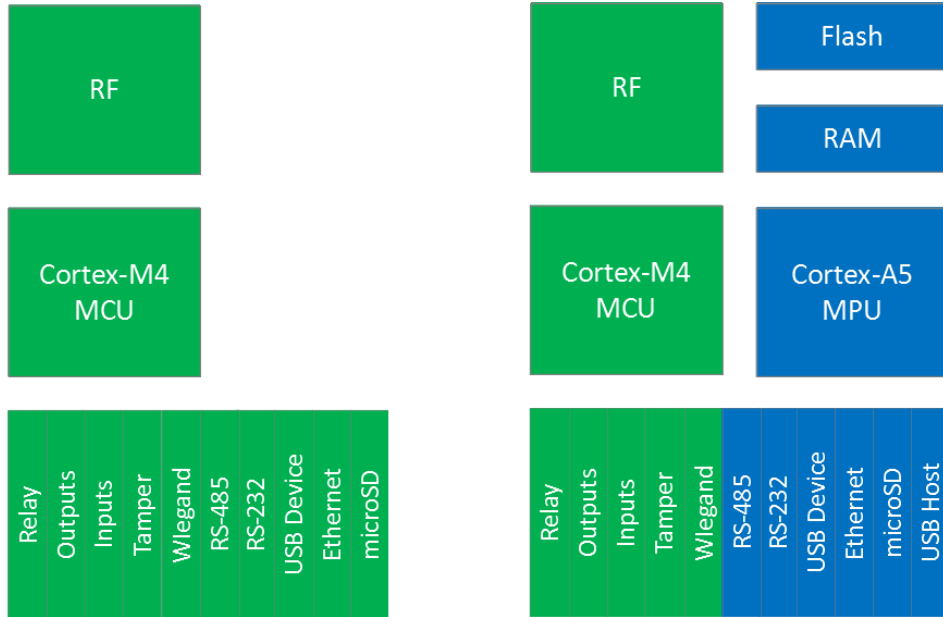 RF
Cortex-M4
MCU
Relay
Outputs
Inputs
Tamper
WIegand
RS-485
RS-232
USB Device
Ethernet
microSD
RF
Flash
RAM
Cortex-M4
MCU
Cortex-A5
MPU
Relay
Outputs
Inputs
Tamper
WIegand
RS-485
RS-232
USB Device
Ethernet
microSD
USB Host